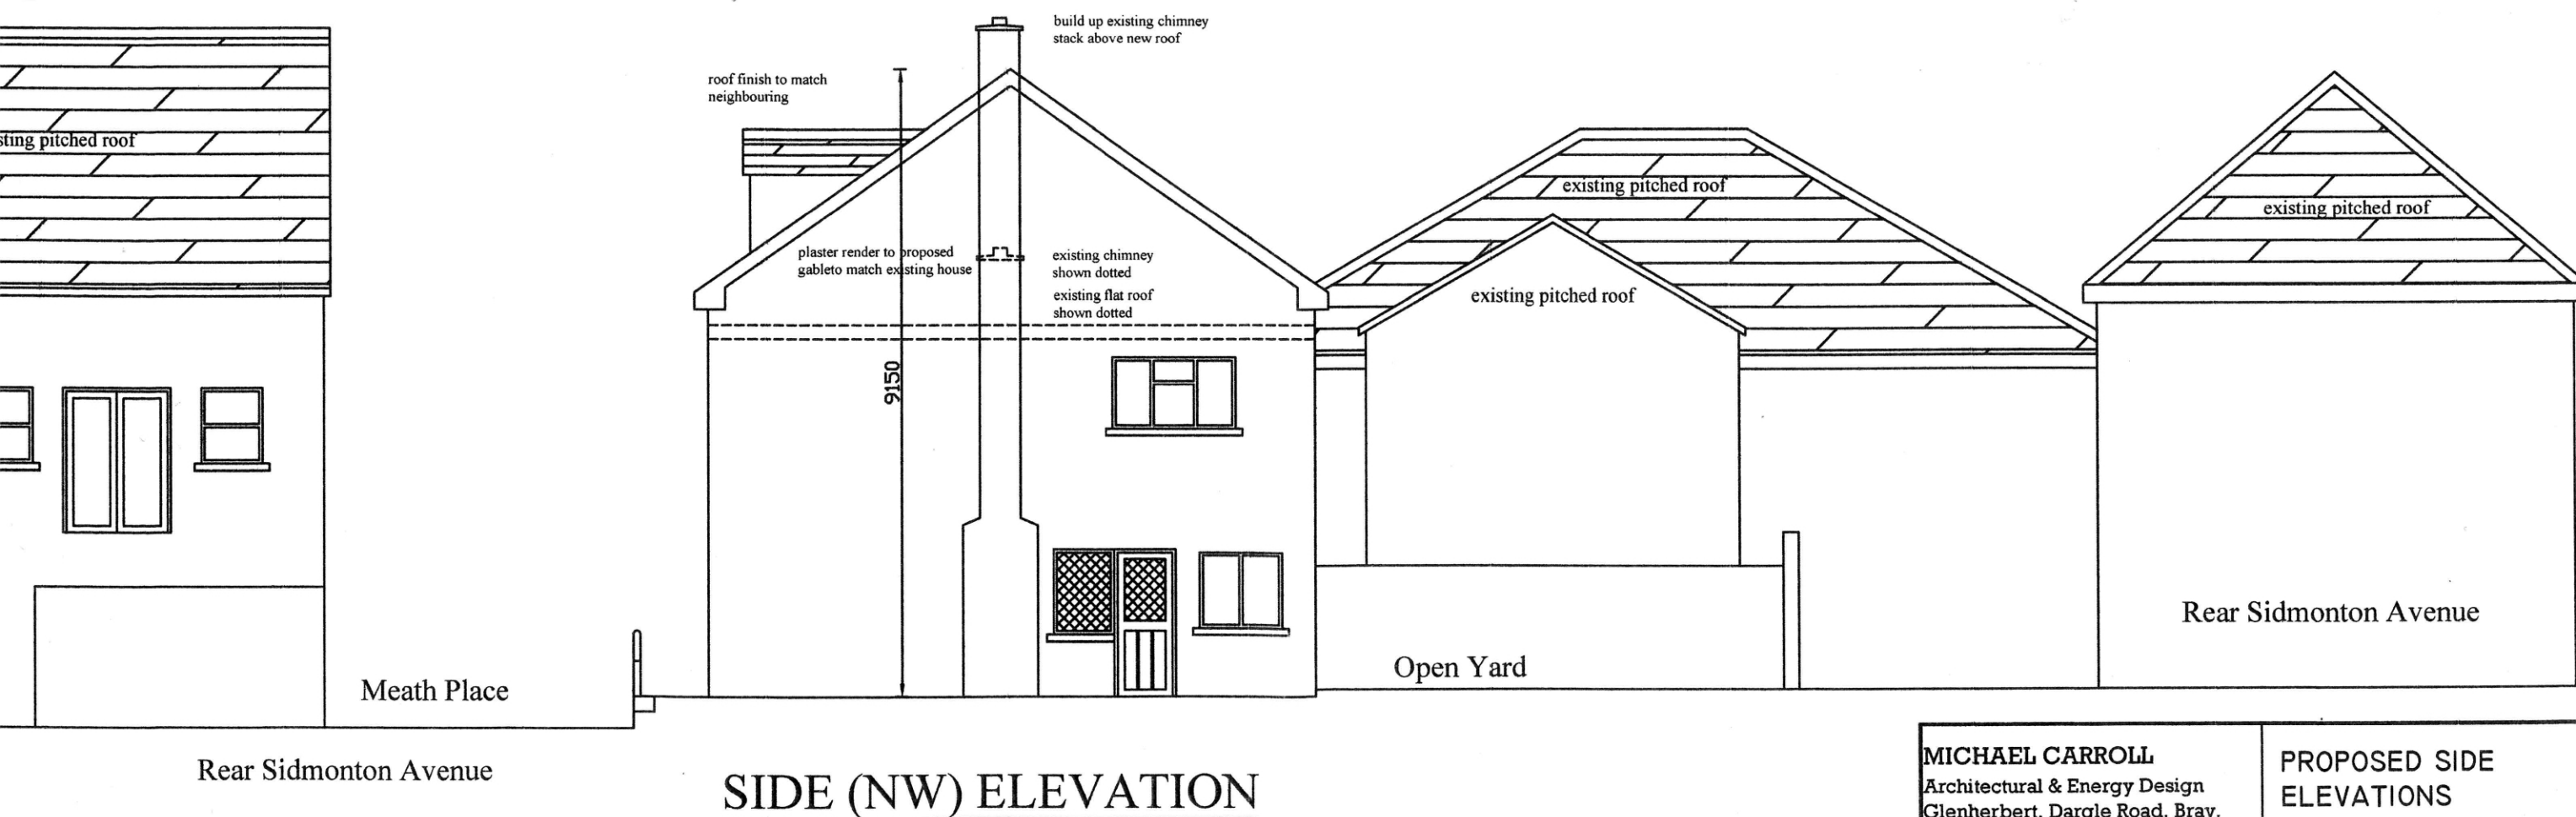 build up existing chimney
stack above new roof
roof finish to match
neighbouring
sting pitched roof
existing pitched roof
existing pitched roof
plaster render to proposed
gableto match existing house
existing chimney
shown dotted
existing flat roof
shown dotted
existing pitched roof
9150
Rear Sidmonton Avenue
Open Yard
Meath Place
Rear Sidmonton Avenue
SIDE (NW) ELEVATION
MICHAEL CARROLL
Architectural & Energy Design
Glenherbert, Dargle Road, Bray,
PROPOSED SIDE
ELEVATIONS